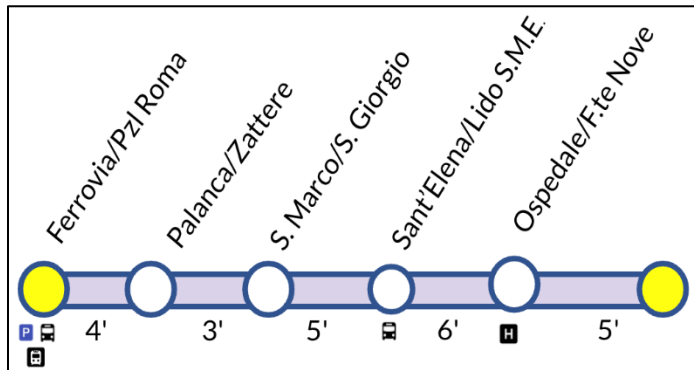 Ferrovia/Pzl Roma
Palanca/Zattere
S. Marco/S. Giorgio
Sant'Elena/Lido S.M.E.
Ospedale/F.te Nove
P 4' 3' 5' 6' H 5'